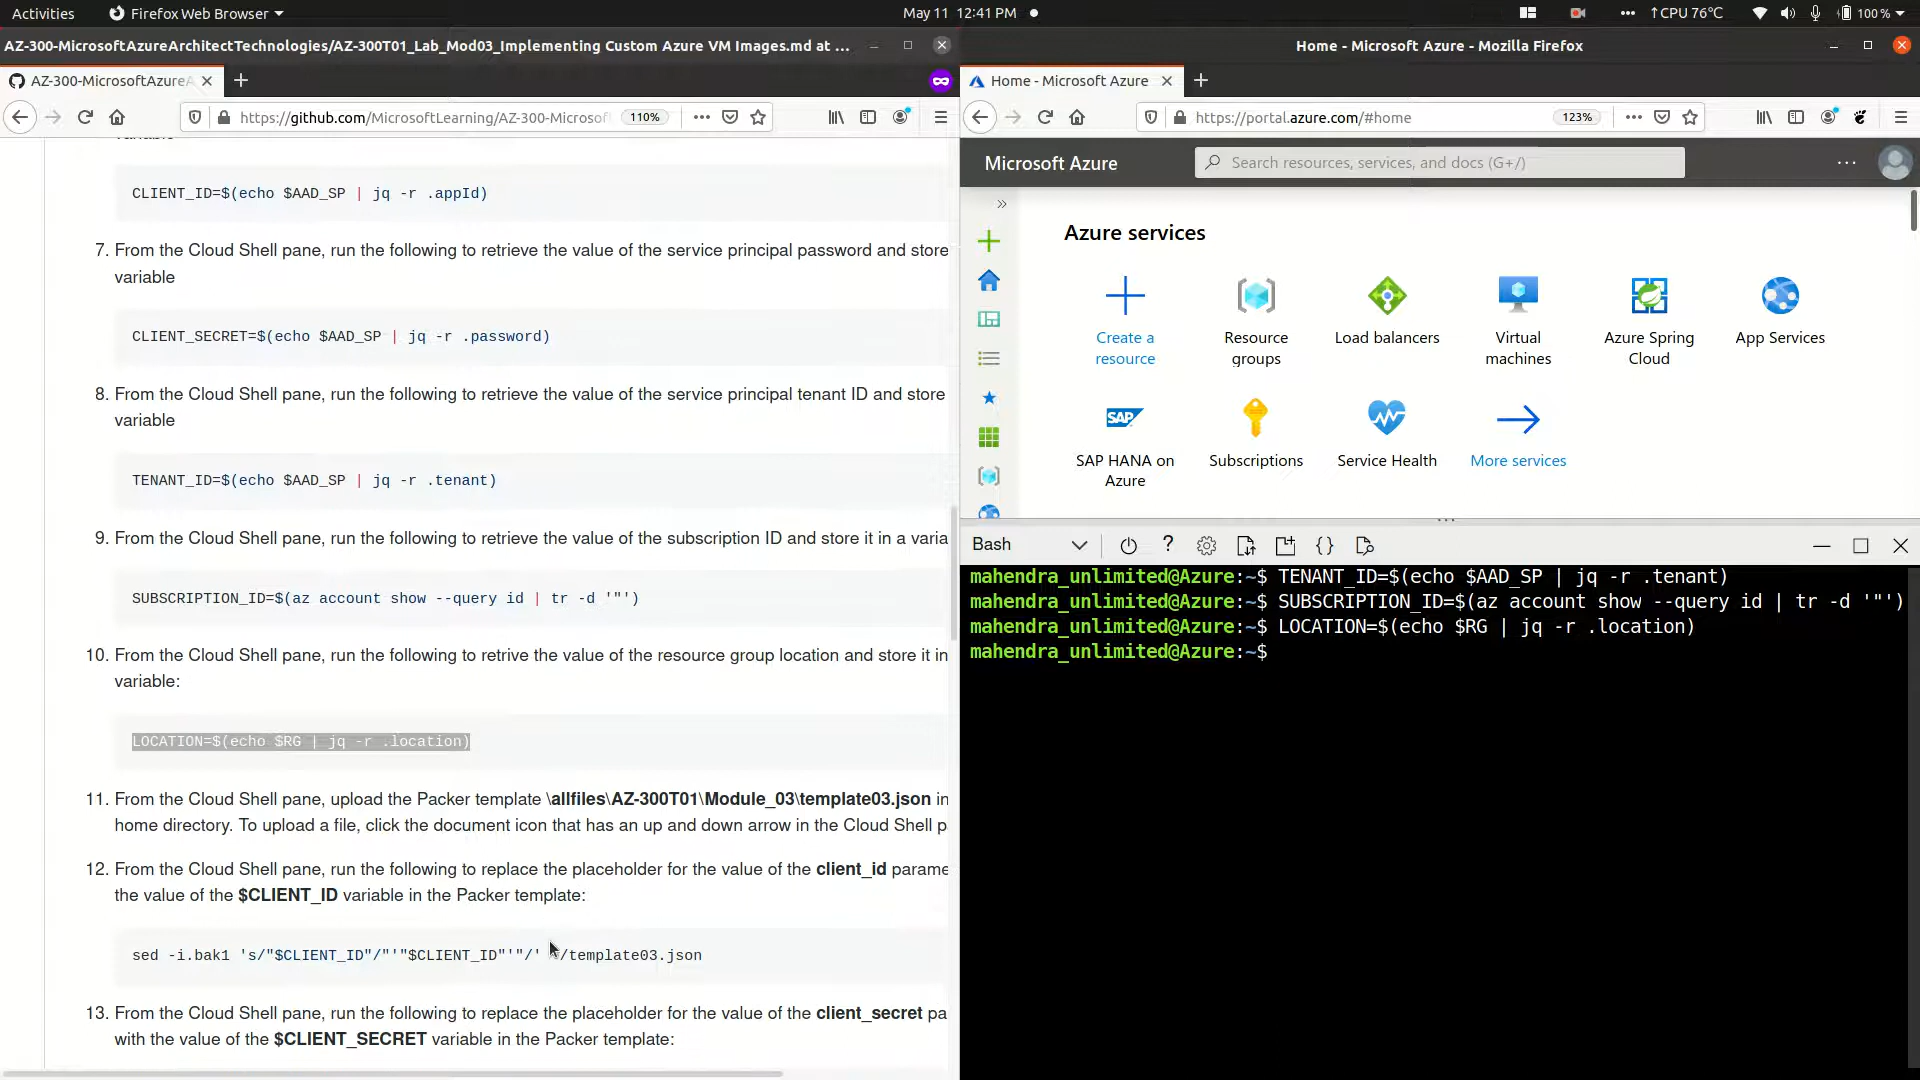 Activities
Firefox Web Browser
May 11 12:41 PM
↑CPU 76℃
100 %
AZ-300-MicrosoftAzureArchitectTechnologies/AZ-300T01_Lab_Mod03_Implementing Custom Azure VM Images.md at ...
AZ-300-MicrosoftAzureA
https://github.com/MicrosoftLearning/AZ-300-Microsof
110%
CLIENT_ID=$(echo $AAD_SP | jq -r .appId)
7. From the Cloud Shell pane, run the following to retrieve the value of the service principal password and store
variable
CLIENT_SECRET=$(echo $AAD_SP | jq -r .password)
8. From the Cloud Shell pane, run the following to retrieve the value of the service principal tenant ID and store
variable
TENANT_ID=$(echo $AAD_SP | jq -r .tenant)
9. From the Cloud Shell pane, run the following to retrieve the value of the subscription ID and store it in a varia
SUBSCRIPTION_ID=$(az account show --query id | tr -d '"')
10. From the Cloud Shell pane, run the following to retrive the value of the resource group location and store it in
variable:
LOCATION=$(echo $RG | jq -r .location)
11. From the Cloud Shell pane, upload the Packer template \allfiles\AZ-300T01\Module_03\template03.json in
home directory. To upload a file, click the document icon that has an up and down arrow in the Cloud Shell p
12. From the Cloud Shell pane, run the following to replace the placeholder for the value of the client_id parame
the value of the $CLIENT_ID variable in the Packer template:
sed -i.bak1 's/"$CLIENT_ID"/"'"$CLIENT_ID"'"/' /template03.json
13. From the Cloud Shell pane, run the following to replace the placeholder for the value of the client_secret pa
with the value of the $CLIENT_SECRET variable in the Packer template:
Home - Microsoft Azure - Mozilla Firefox
Home - Microsoft Azure
https://portal.azure.com/#home
123%
Microsoft Azure
Search resources, services, and docs (G+/)
Azure services
Create a
resource
Resource
groups
Load balancers
Virtual
machines
Azure Spring
Cloud
App Services
SAP
SAP HANA on
Azure
Subscriptions
Service Health
More services
Bash
mahendra_unlimited@Azure:~$ TENANT_ID=$(echo $AAD_SP | jq -r .tenant)
mahendra_unlimited@Azure:~$ SUBSCRIPTION_ID=$(az account show --query id | tr -d '"')
mahendra_unlimited@Azure:~$ LOCATION=$(echo $RG | jq -r .location)
mahendra_unlimited@Azure:~$